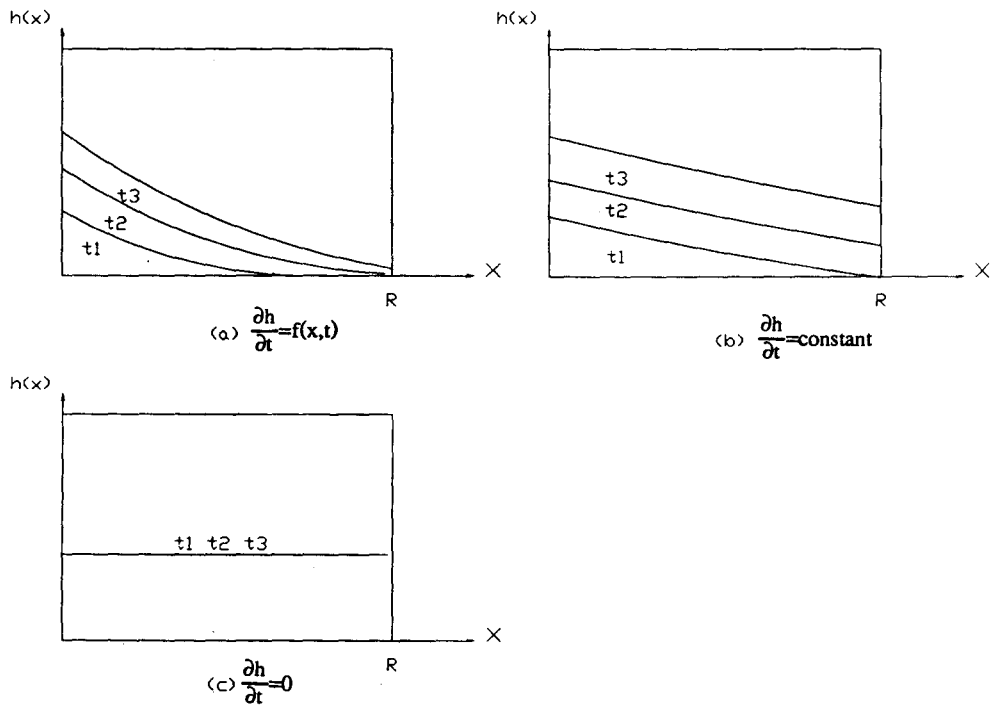 h(x)
t3
t2
t1
X
R
(a) ∂h/∂t=f(x,t)
h(x)
t3
t2
t1
X
R
(b) ∂h/∂t=constant
h(x)
t1 t2 t3
X
R
(c) ∂h/∂t=0